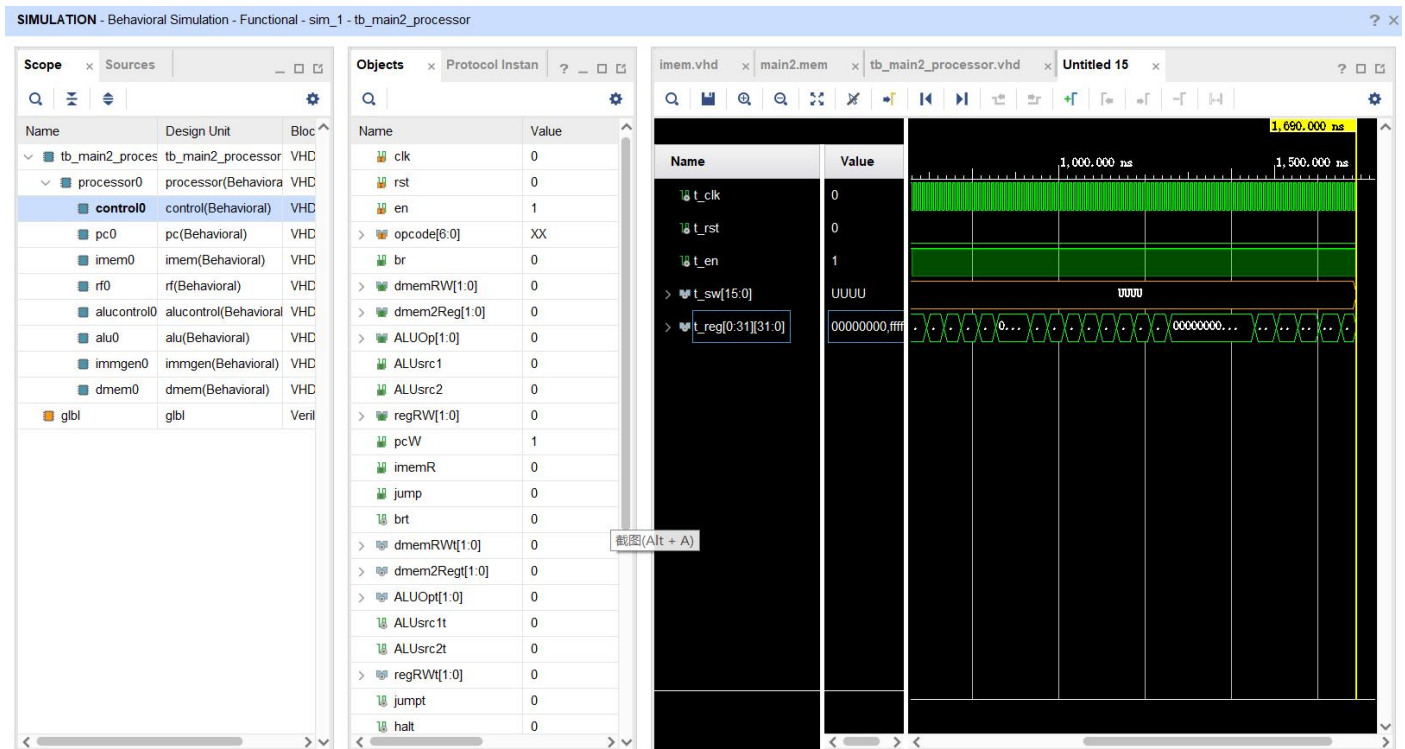 SIMULATION - Behavioral Simulation - Functional - sim_1 - tb_main2_processor
Scope Sources
Name Design Unit Bloc
tb_main2_proces tb_main2_processor VHD
processor0 processor(Behaviora VHD
control0 control(Behavioral) VHD
pc0 pc(Behavioral) VHD
imem0 imem(Behavioral) VHD
rf0 rf(Behavioral) VHD
alucontrol0 alucontrol(Behavioral VHD
alu0 alu(Behavioral) VHD
immgen0 immgen(Behavioral) VHD
dmem0 dmem(Behavioral) VHD
glbl glbl Veril
Objects Protocol Instan
Name Value
clk 0
rst 0
en 1
opcode[6:0] XX
br 0
dmemRW[1:0] 0
dmem2Reg[1:0] 0
ALUOp[1:0] 0
ALUsrc1 0
ALUsrc2 0
regRW[1:0] 0
pcW 1
imemR 0
jump 0
brt 0
dmemRWt[1:0] 0
dmem2Regt[1:0] 0
ALUOpt[1:0] 0
ALUsrc1t 0
ALUsrc2t 0
regRWt[1:0] 0
jumpt 0
halt 0
截图(Alt + A)
imem.vhd main2.mem tb_main2_processor.vhd Untitled 15
1,690.000 ns
Name Value 1,000.000 ns 1,500.000 ns
t_clk 0
t_rst 0
t_en 1
t_sw[15:0] UUUU UUUU
t_reg[0:31][31:0] 00000000,ffff 0... 00000000...